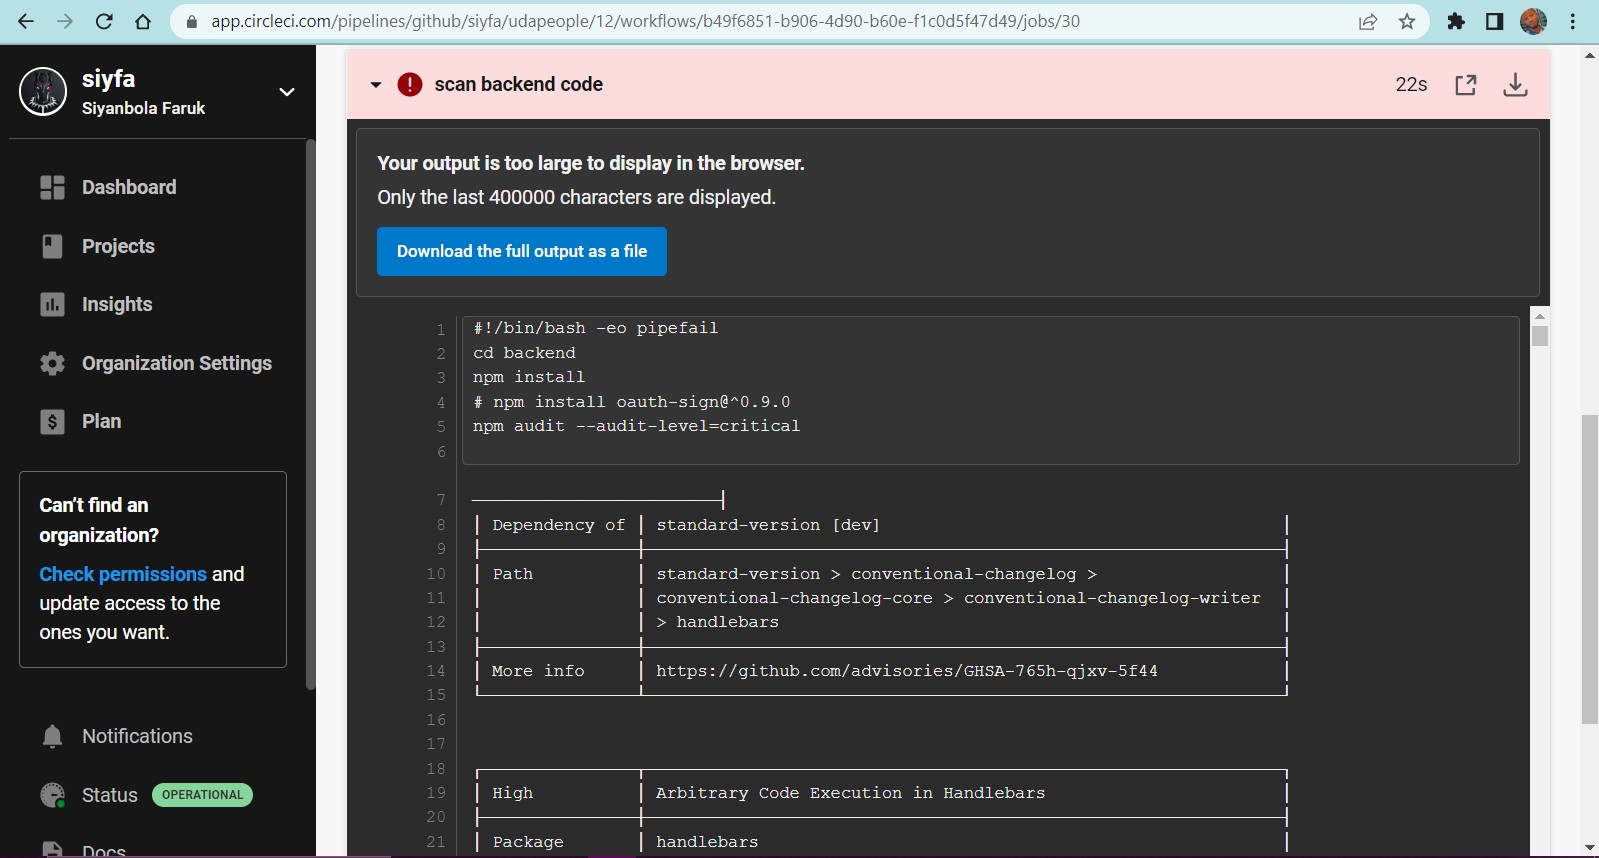 app.circleci.com/pipelines/github/siyfa/udapeople/12/workflows/b49f6851-b906-4d90-b60e-f1c0d5f47d49/jobs/30
siyfa
Siyanbola Faruk
Dashboard
Projects
Insights
Organization Settings
Plan
Can't find an
organization?
Check permissions and
update access to the
ones you want.
Notifications
Status OPERATIONAL
Docs
scan backend code 22s
Your output is too large to display in the browser.
Only the last 400000 characters are displayed.
Download the full output as a file
1 #!/bin/bash -eo pipefail
2 cd backend
3 npm install
4 # npm install oauth-sign@^0.9.0
5 npm audit --audit-level=critical
6
7
8 Dependency of standard-version [dev]
9
10 Path standard-version > conventional-changelog >
11 conventional-changelog-core > conventional-changelog-writer
12 > handlebars
13
14 More info https://github.com/advisories/GHSA-765h-qjxv-5f44
15
16
17
18
19 High Arbitrary Code Execution in Handlebars
20
21 Package handlebars